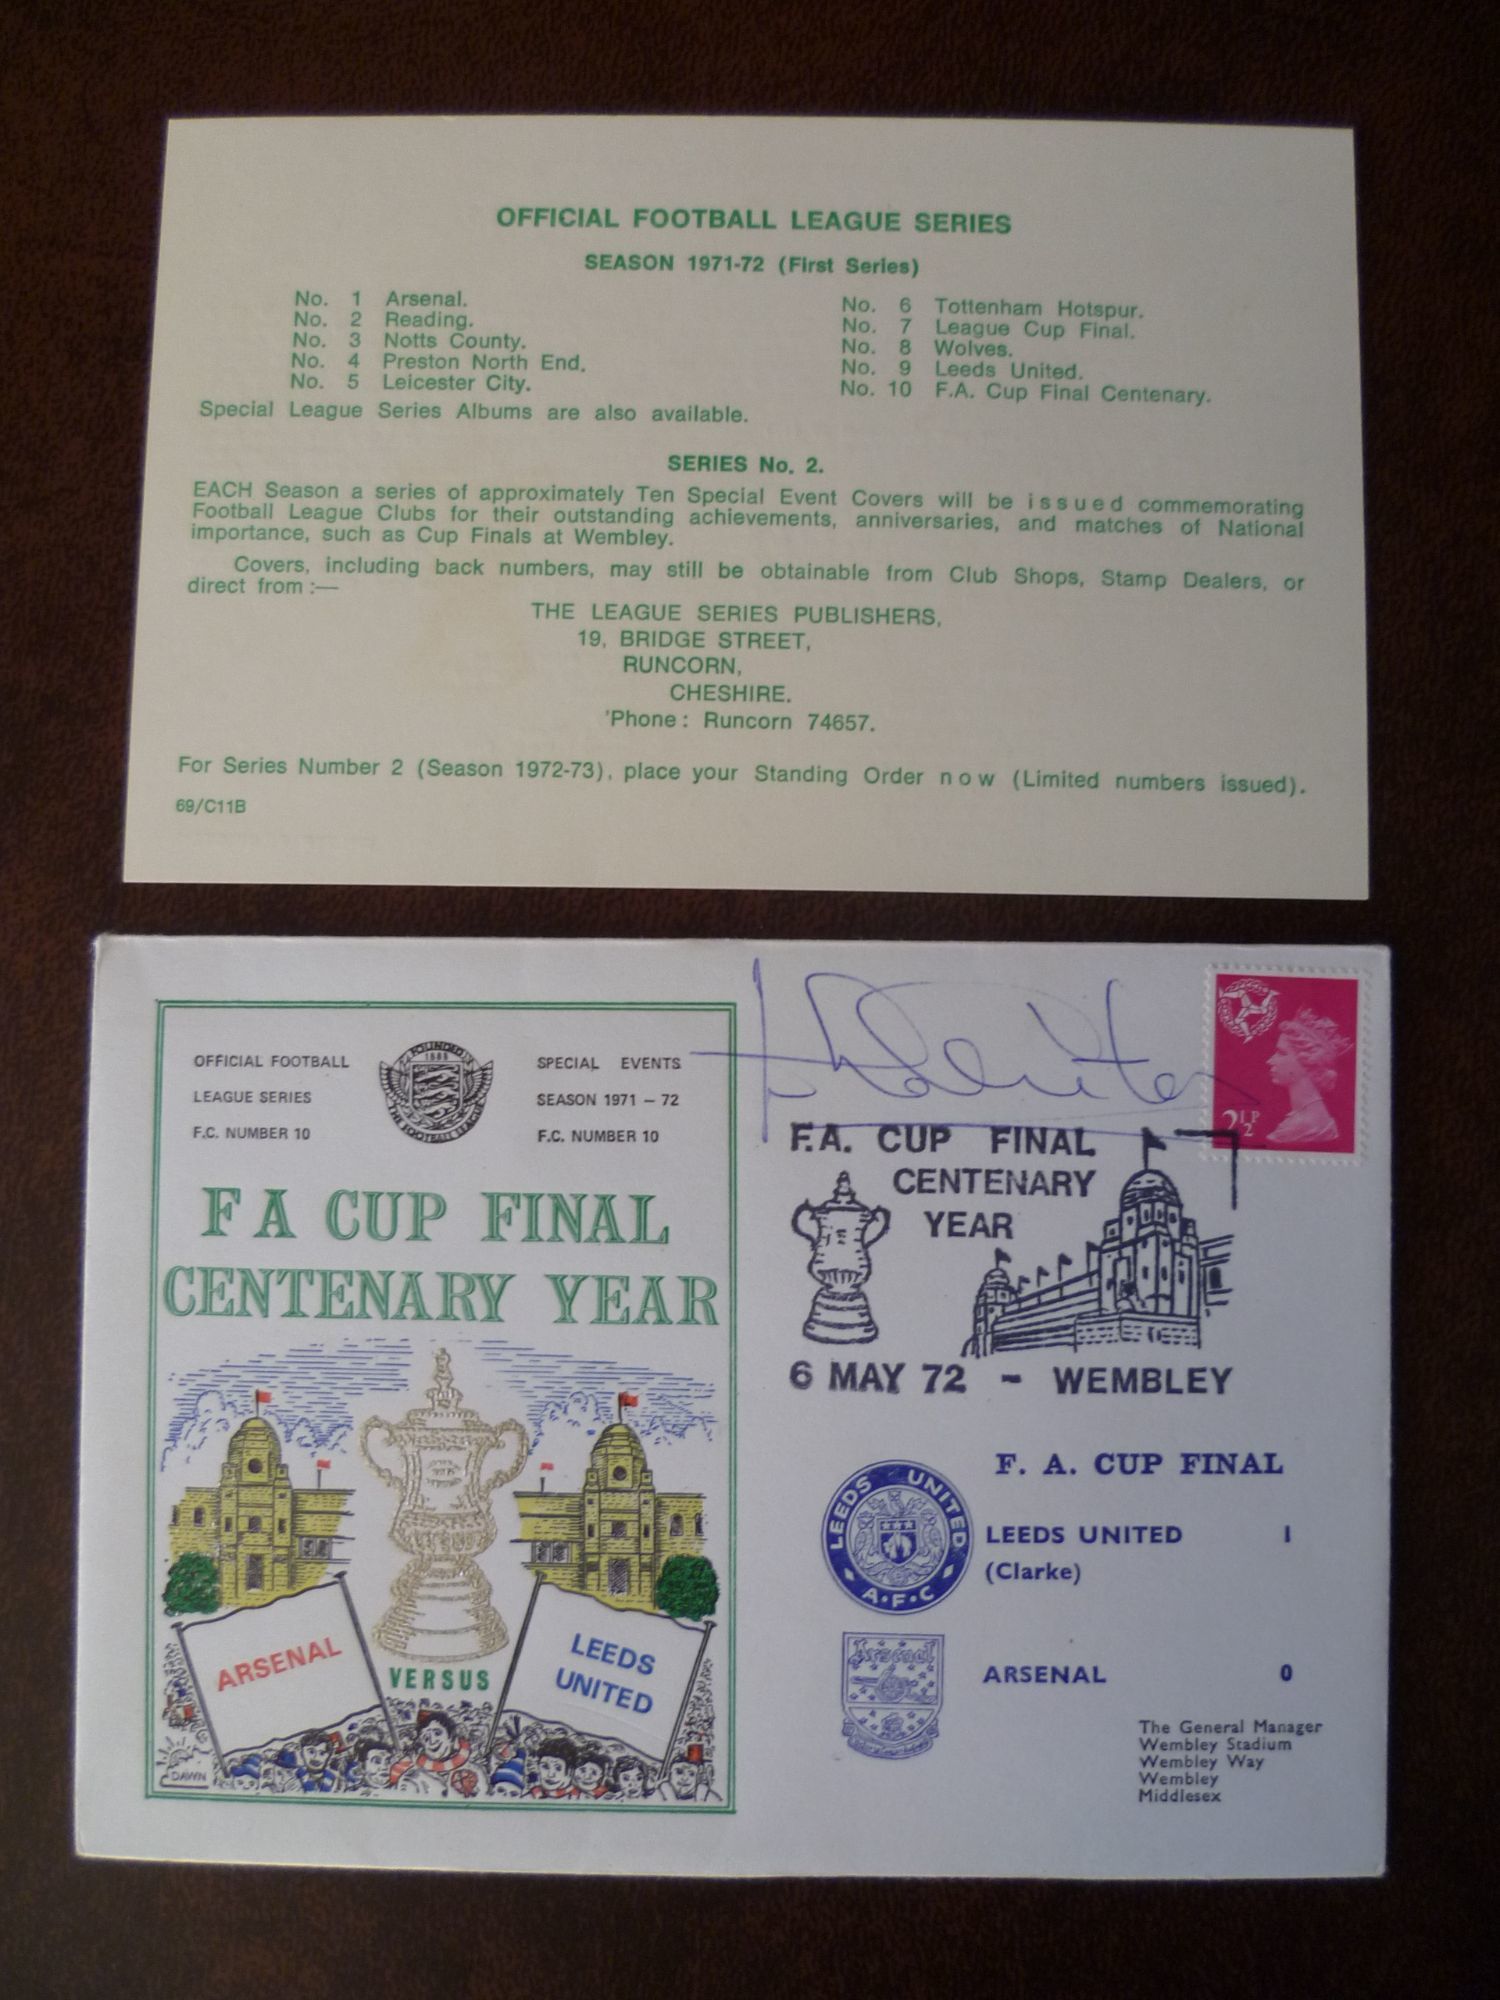 OFFICIAL FOOTBALL LEAGUE SERIES
SEASON 1971-72 (First Series)
No. 1 Arsenal.
No. 2 Reading.
No. 3 Notts County.
No. 4 Preston North End.
No. 5 Leicester City.
No. 6 Tottenham Hotspur.
No. 7 League Cup Final.
No. 8 Wolves.
No. 9 Leeds United.
No. 10 F.A. Cup Final Centenary.
Special League Series Albums are also available.
SERIES No. 2.
EACH Season a series of approximately Ten Special Event Covers will be issued commemorating
Football League Clubs for their outstanding achievements, anniversaries, and matches of National
importance, such as Cup Finals at Wembley.
Covers, including back numbers, may still be obtainable from Club Shops, Stamp Dealers, or
direct from :—
THE LEAGUE SERIES PUBLISHERS,
19, BRIDGE STREET,
RUNCORN,
CHESHIRE.
'Phone : Runcorn 74657.
For Series Number 2 (Season 1972-73), place your Standing Order now (Limited numbers issued).
69/C11B
OFFICIAL FOOTBALL
LEAGUE SERIES
F.C. NUMBER 10
FOUNDED
1888
THE FOOTBALL LEAGUE
SPECIAL EVENTS
SEASON 1971 – 72
F.C. NUMBER 10
F A CUP FINAL
CENTENARY YEAR
ARSENAL
VERSUS
LEEDS
UNITED
DAWN
2½P
F.A. CUP FINAL
CENTENARY
YEAR
6 MAY 72 - WEMBLEY
F. A. CUP FINAL
LEEDS UNITED
A·F·C
LEEDS UNITED 1
(Clarke)
Arsenal
ARSENAL 0
The General Manager
Wembley Stadium
Wembley Way
Wembley
Middlesex